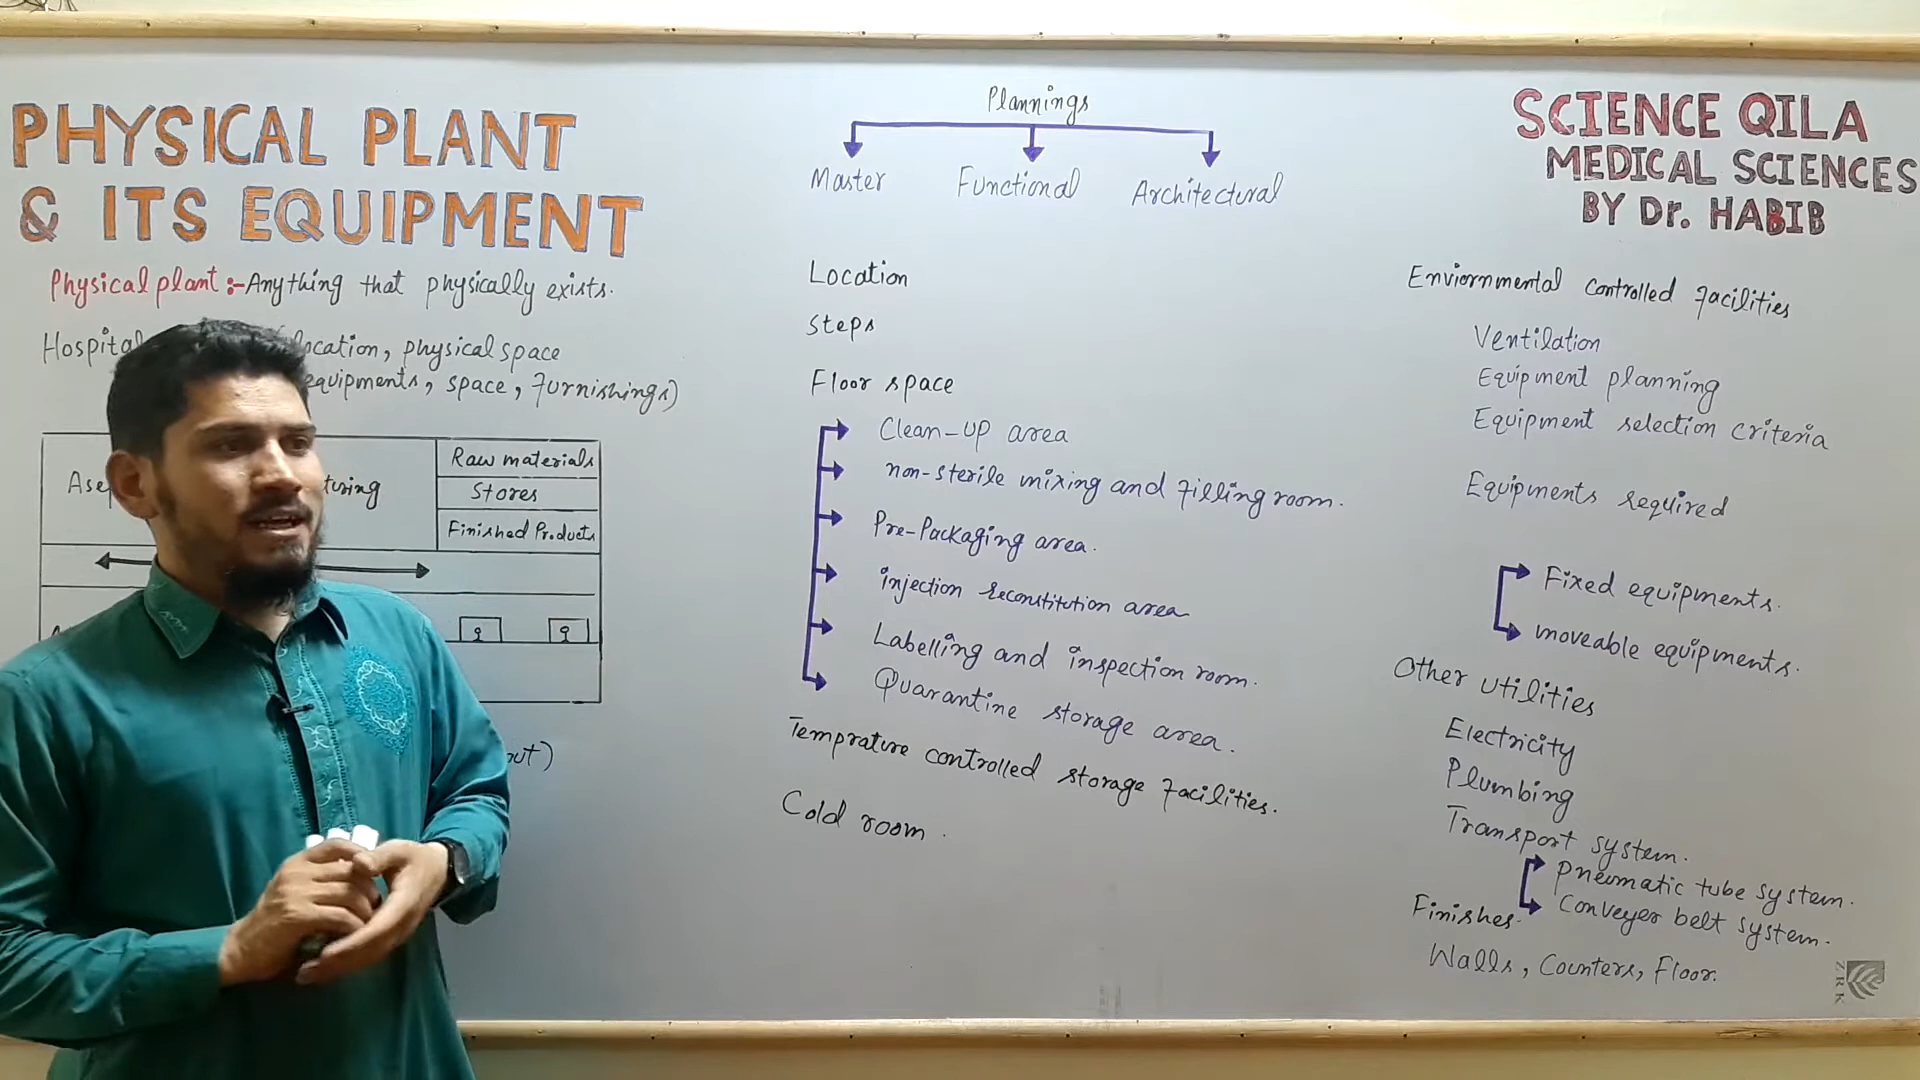 PHYSICAL PLANT
& ITS EQUIPMENT
Physical plant :- Anything that physically exists.
Hospital
location, physical space
equipments, space, furnishings)
Raw materials
Stores
Finished Products
Plannings
Master Functional Architectural
Location
Steps
Floor space
Clean-up area
non-sterile mixing and filling room.
Pre-Packaging area.
injection reconstitution area
Labelling and inspection room.
Quarantine storage area.
Temprature controlled storage facilities.
Cold room.
SCIENCE QILA
MEDICAL SCIENCES
BY Dr. HABIB
Enviornmental controlled facilities
Ventilation
Equipment planning
Equipment selection criteria
Equipments required
Fixed equipments.
moveable equipments.
Other utilities
Electricity
Plumbing
Transport system.
Pneumatic tube system.
Conveyer belt system.
Finishes.
Walls, Counters, Floor.
ZRK